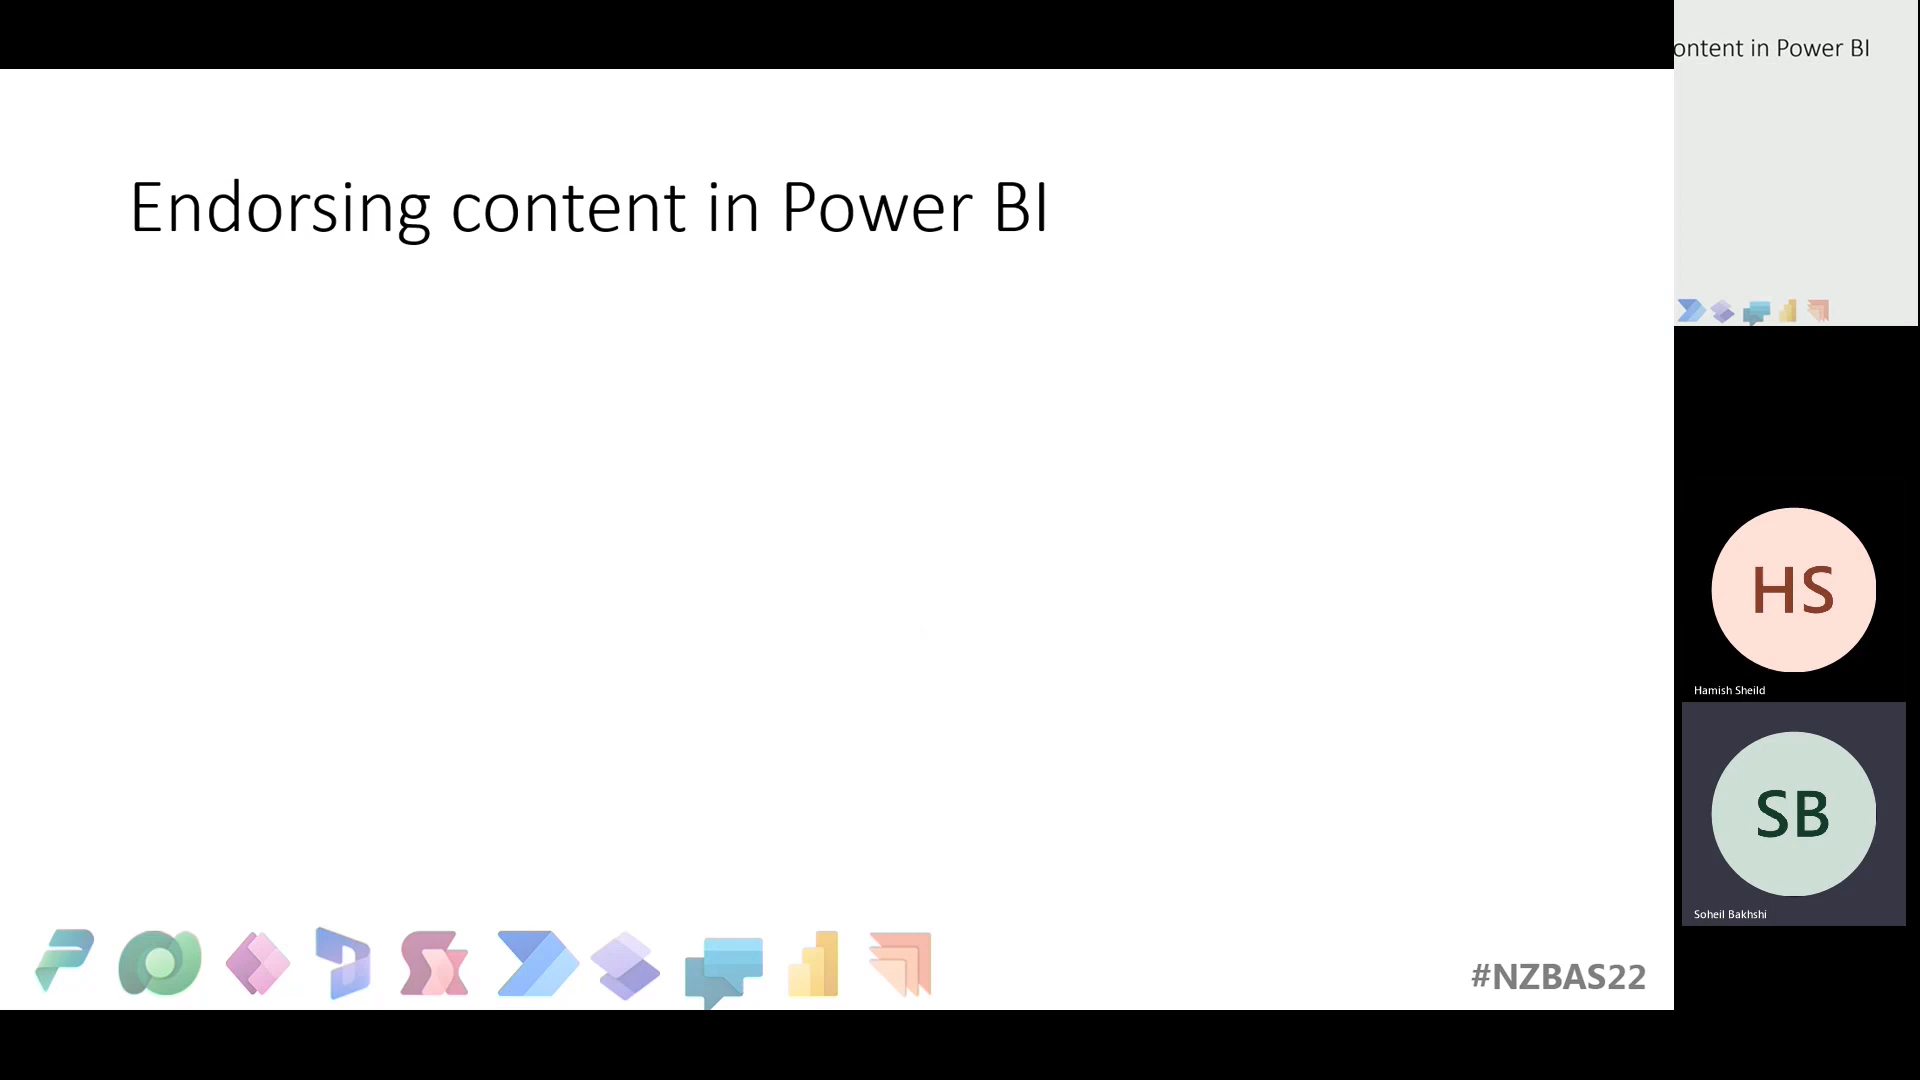 Endorsing content in Power BI
#NZBAS22
ontent in Power BI
HS
Hamish Sheild
SB
Soheil Bakhshi